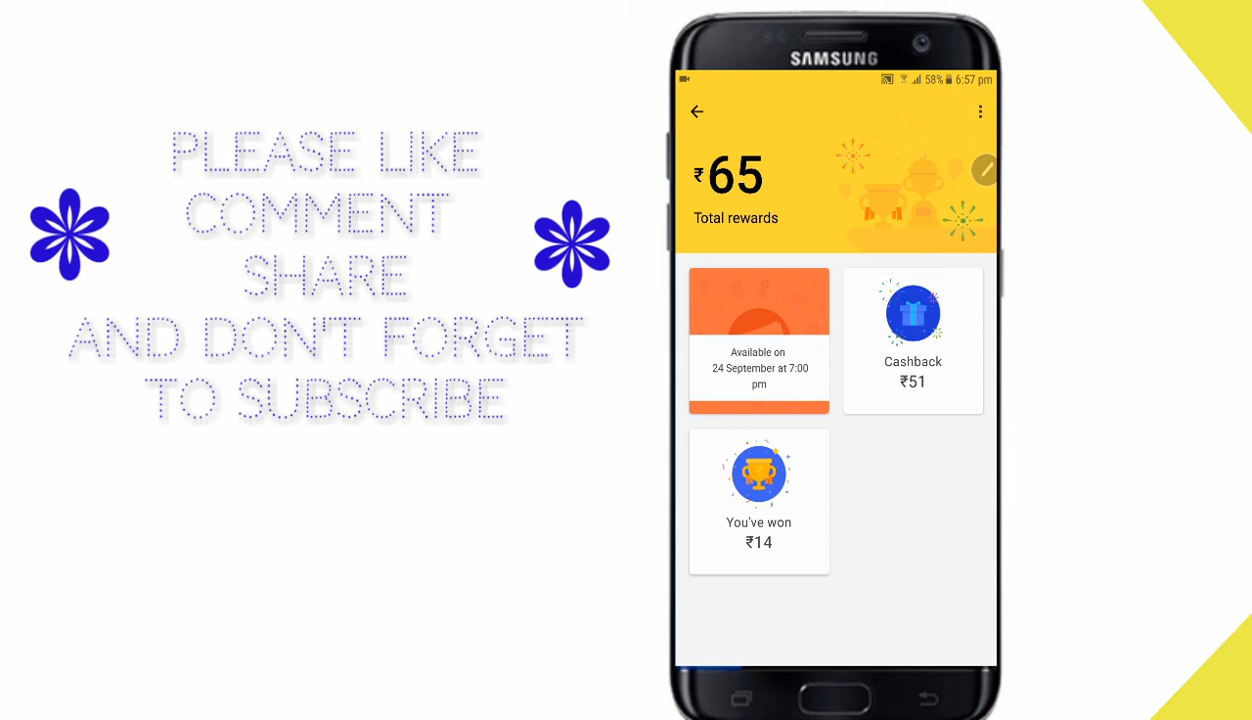 PLEASE LIKE
COMMENT
SHARE
AND DON'T FORGET
TO SUBSCRIBE
SAMSUNG
58% 6:57 pm
₹65
Total rewards
Available on
24 September at 7:00
pm
Cashback
₹51
You've won
₹14